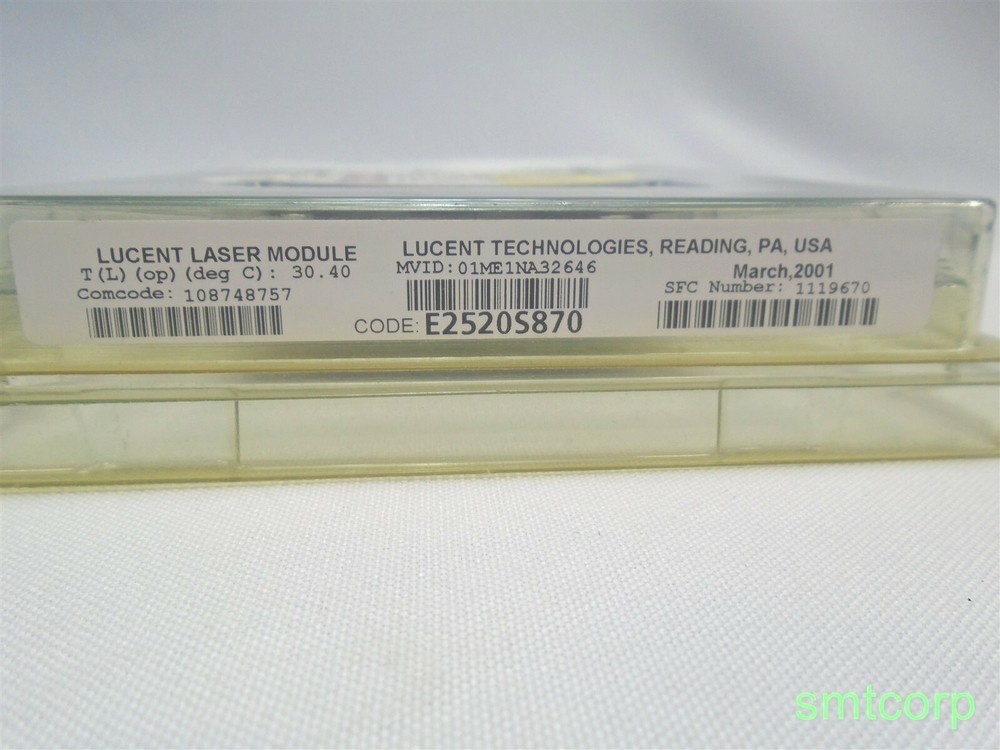 LUCENT LASER MODULE
T(L)(op)(deg C): 30.40
Comcode: 108748757
LUCENT TECHNOLOGIES, READING, PA, USA
MVID:01ME1NA32646
CODE: E2520S870
March,2001
SFC Number: 1119670
smtcorp